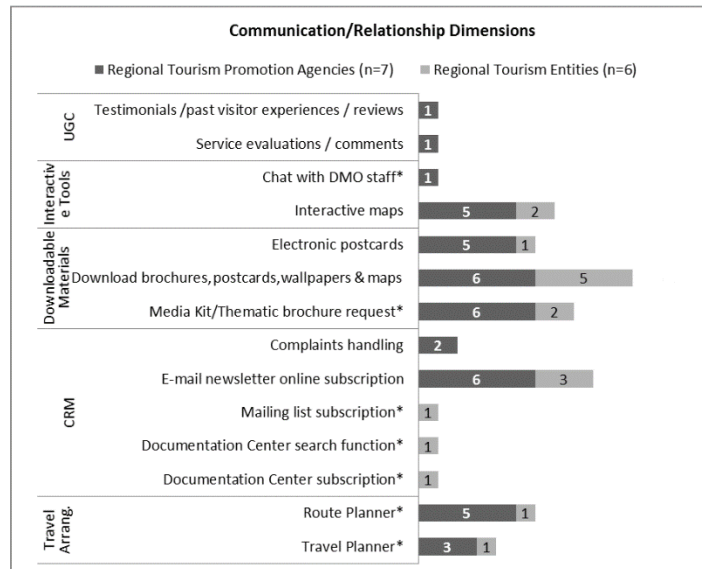 Communication/Relationship Dimensions
Regional Tourism Promotion Agencies (n=7) Regional Tourism Entities (n=6)
UGC
Testimonials /past visitor experiences / reviews 1
Service evaluations / comments 1
Interactiv
e Tools
Chat with DMO staff* 1
Interactive maps 5 2
Downloadable
Materials
Electronic postcards 5 1
Download brochures,postcards,wallpapers & maps 6 5
Media Kit/Thematic brochure request* 6 2
CRM
Complaints handling 2
E-mail newsletter online subscription 6 3
Mailing list subscription* 1
Documentation Center search function* 1
Documentation Center subscription* 1
Travel
Arrang.
Route Planner* 5 1
Travel Planner* 3 1